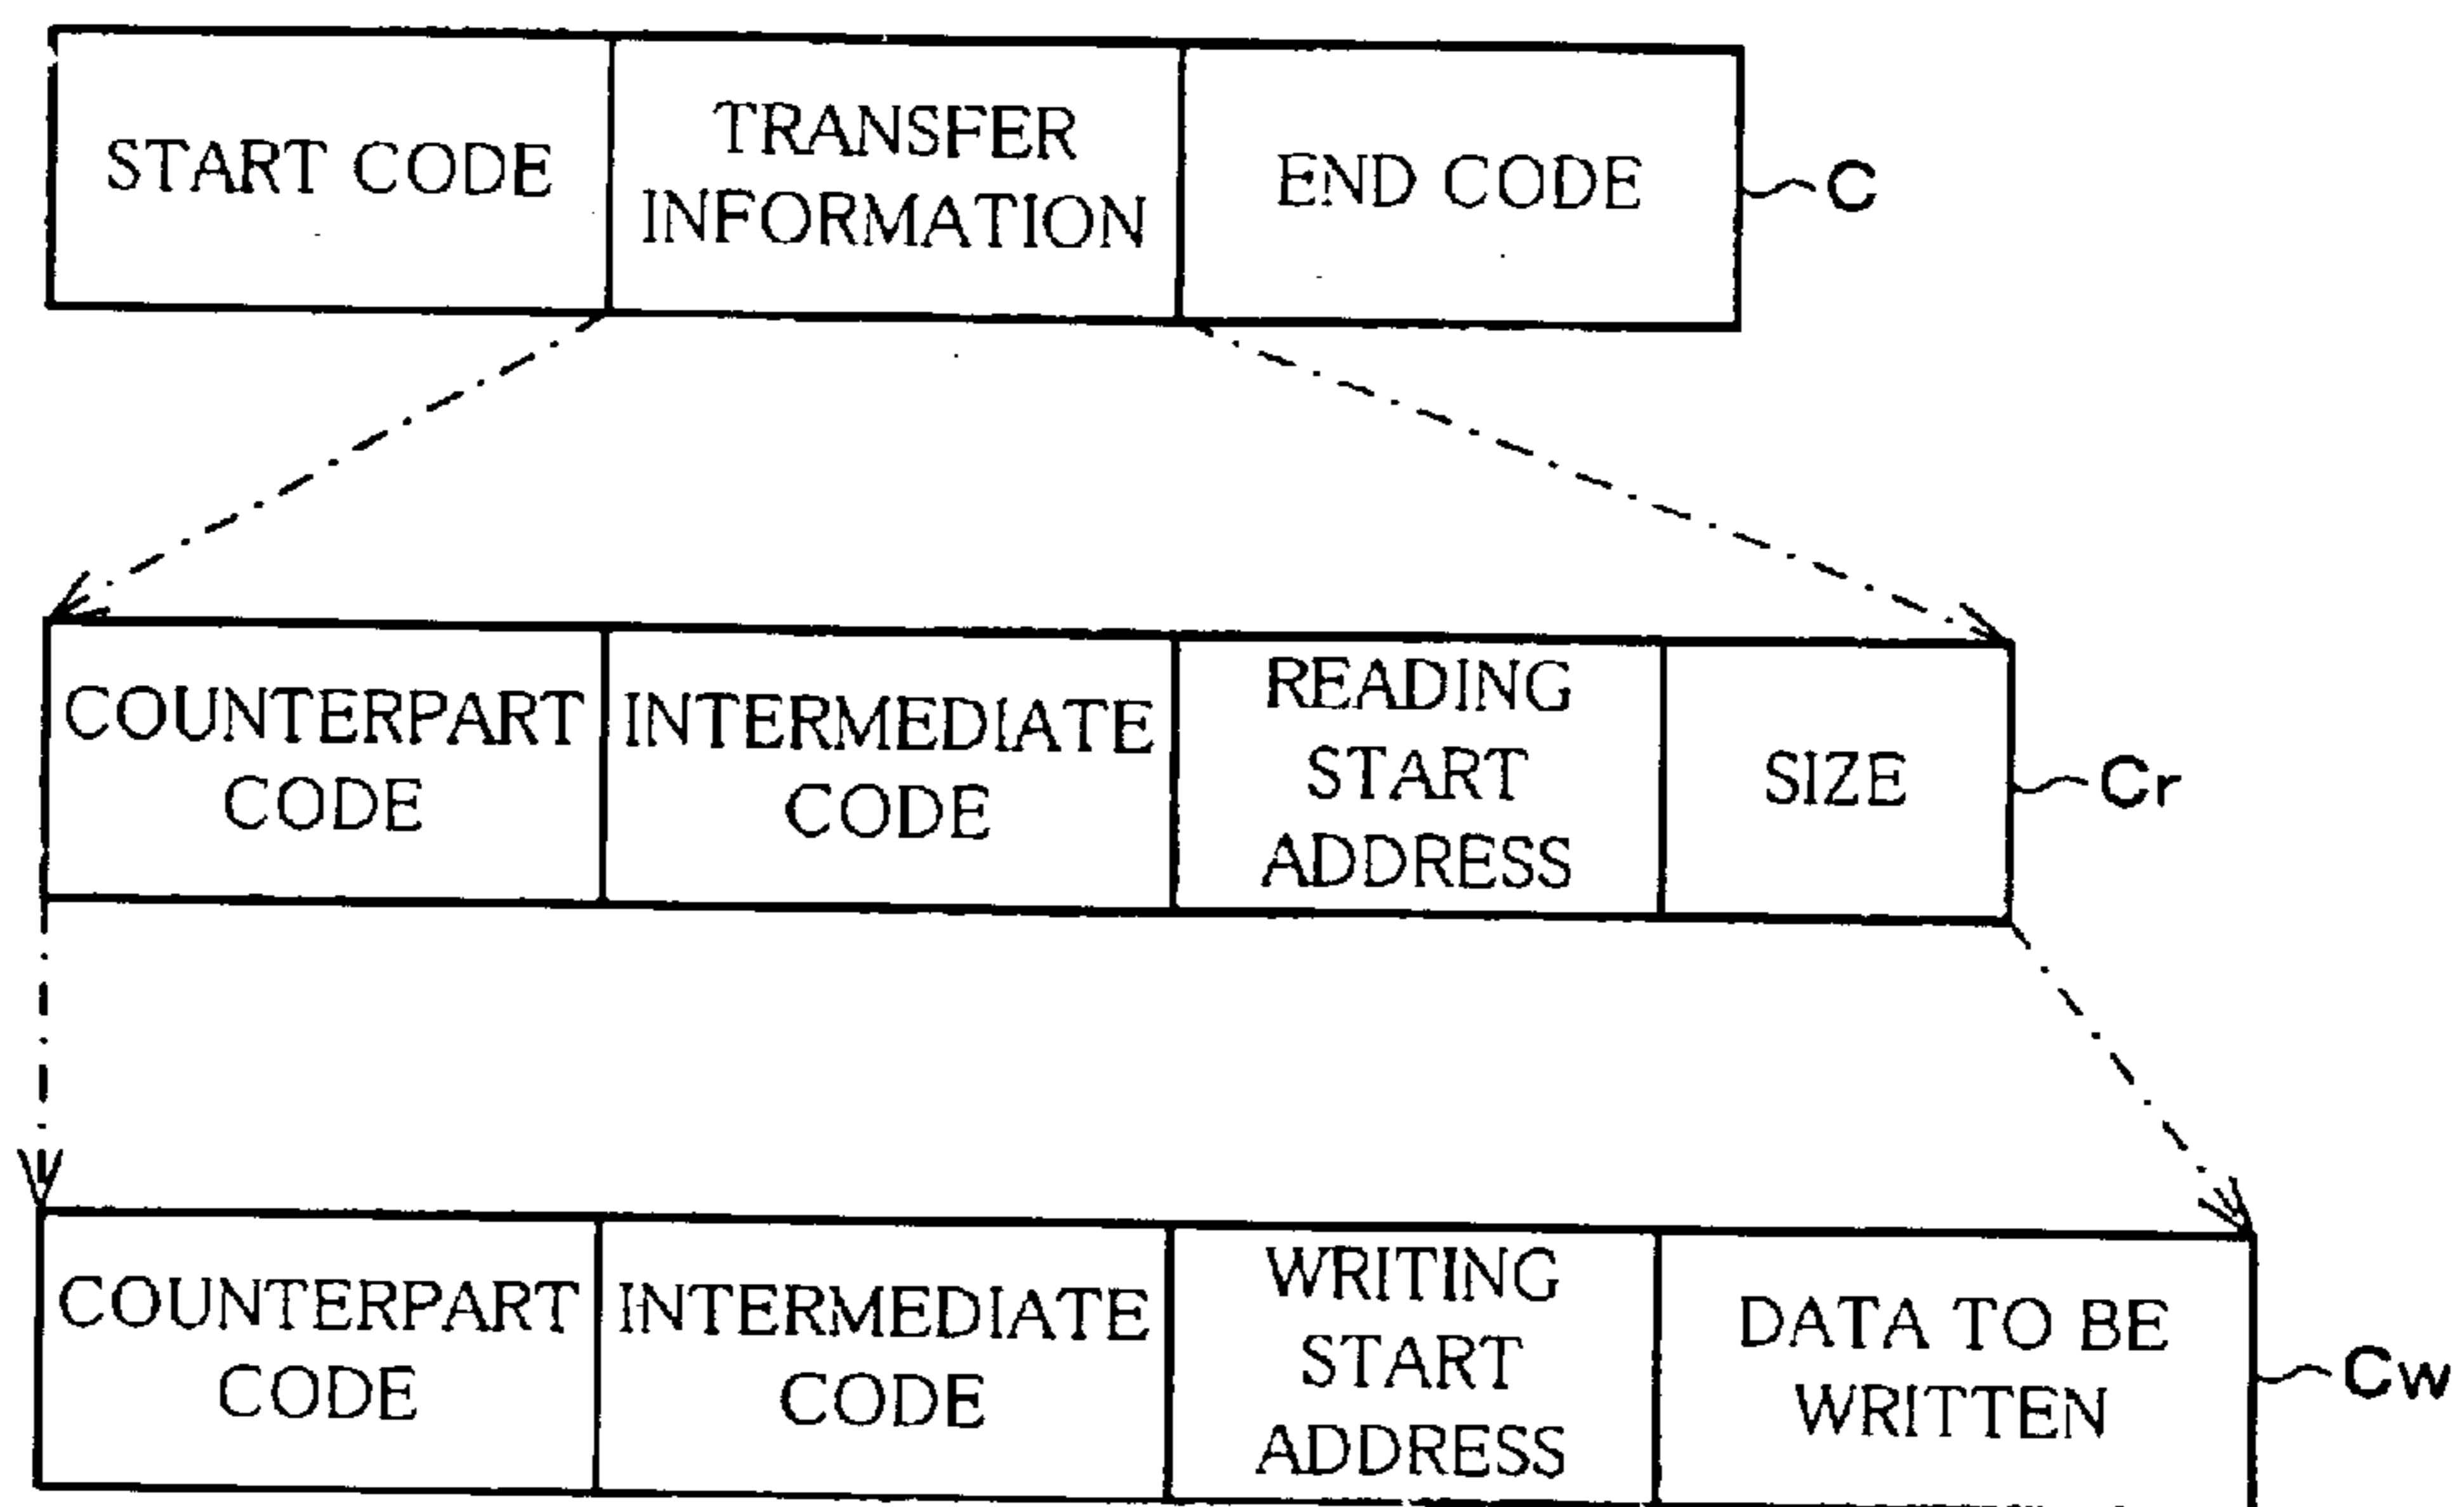 START CODE
TRANSFER
INFORMATION
END CODE
C
COUNTERPART
CODE
INTERMEDIATE
CODE
READING
START
ADDRESS
SIZE
Cr
COUNTERPART
CODE
INTERMEDIATE
CODE
WRITING
START
ADDRESS
DATA TO BE
WRITTEN
Cw